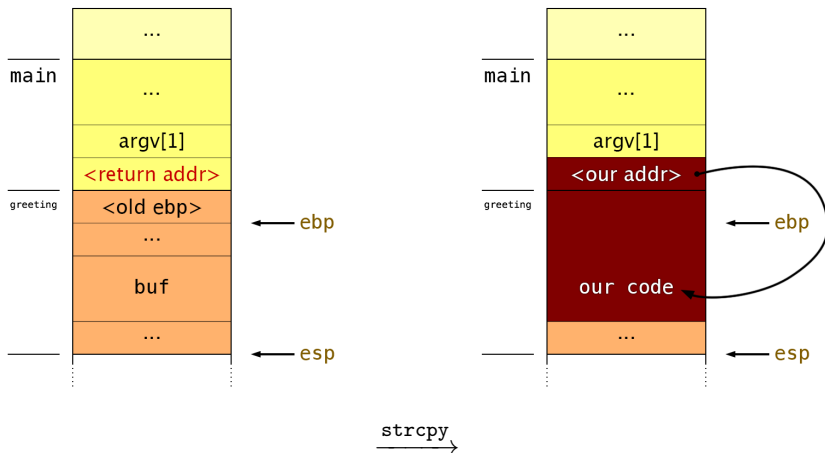 ...
main
...
argv[1]
<return addr>
greeting
<old ebp>
ebp
...
buf
...
esp
...
main
...
argv[1]
<our addr>
greeting
ebp
our code
...
esp
strcpy